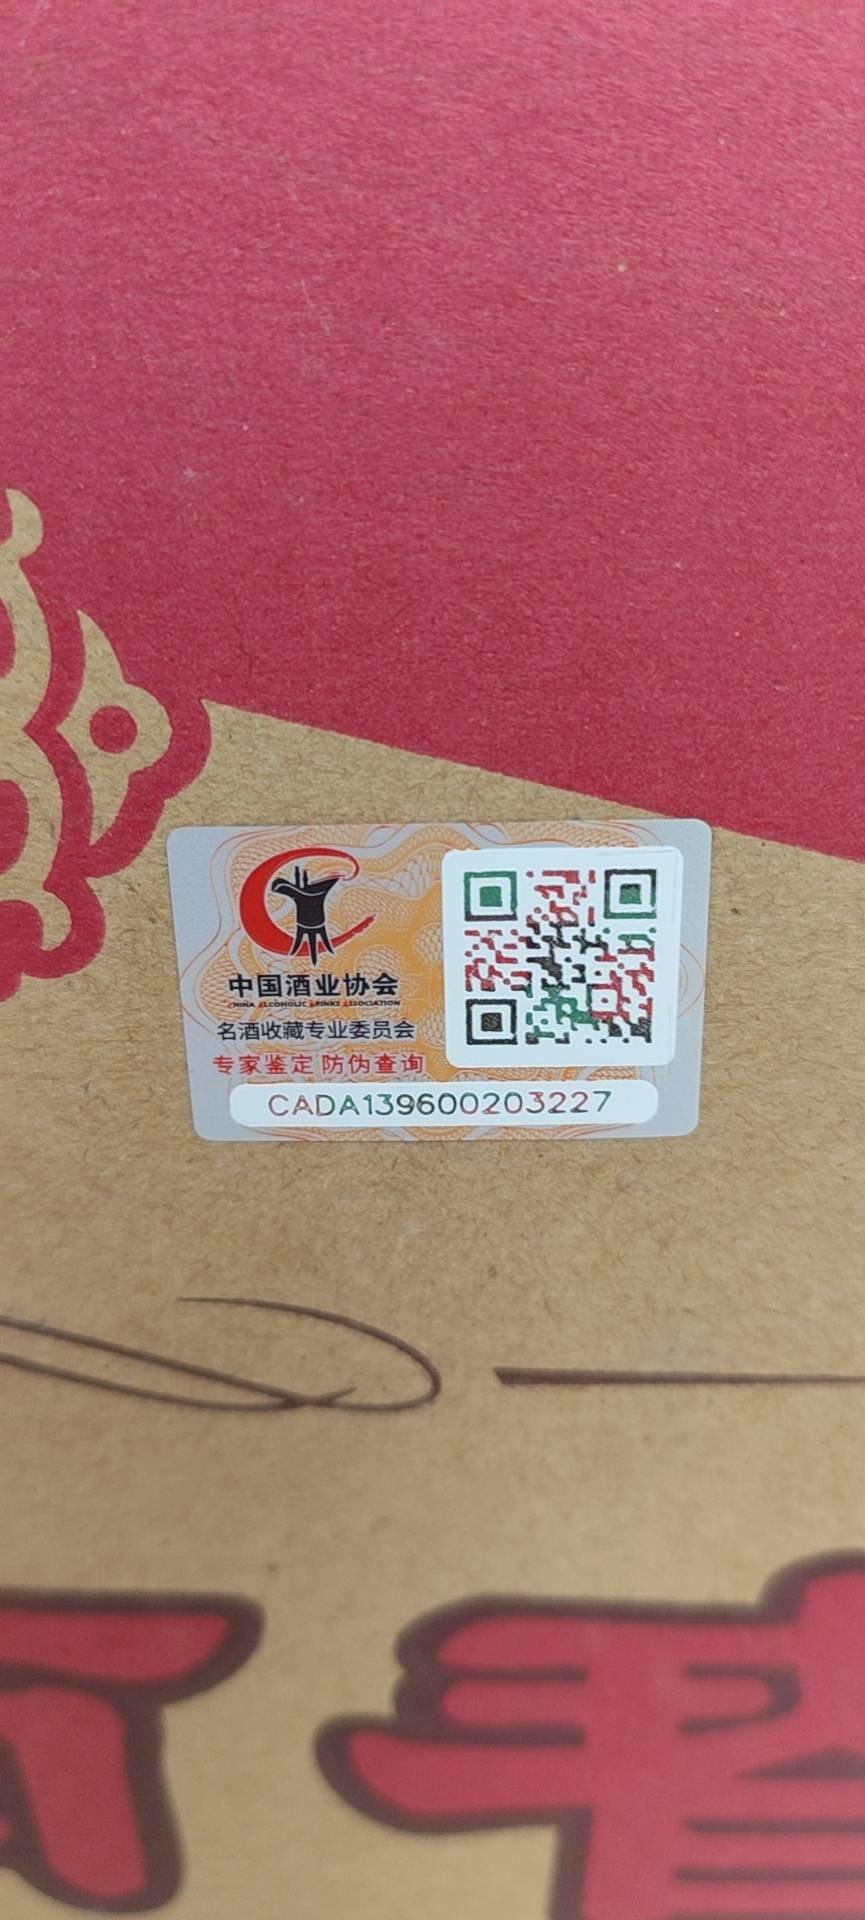 中国酒业协会
CHINA ALCOHOLIC DRINKS ASSOCIATION
名酒收藏专业委员会
专家鉴定 防伪查询
CADA139600203227